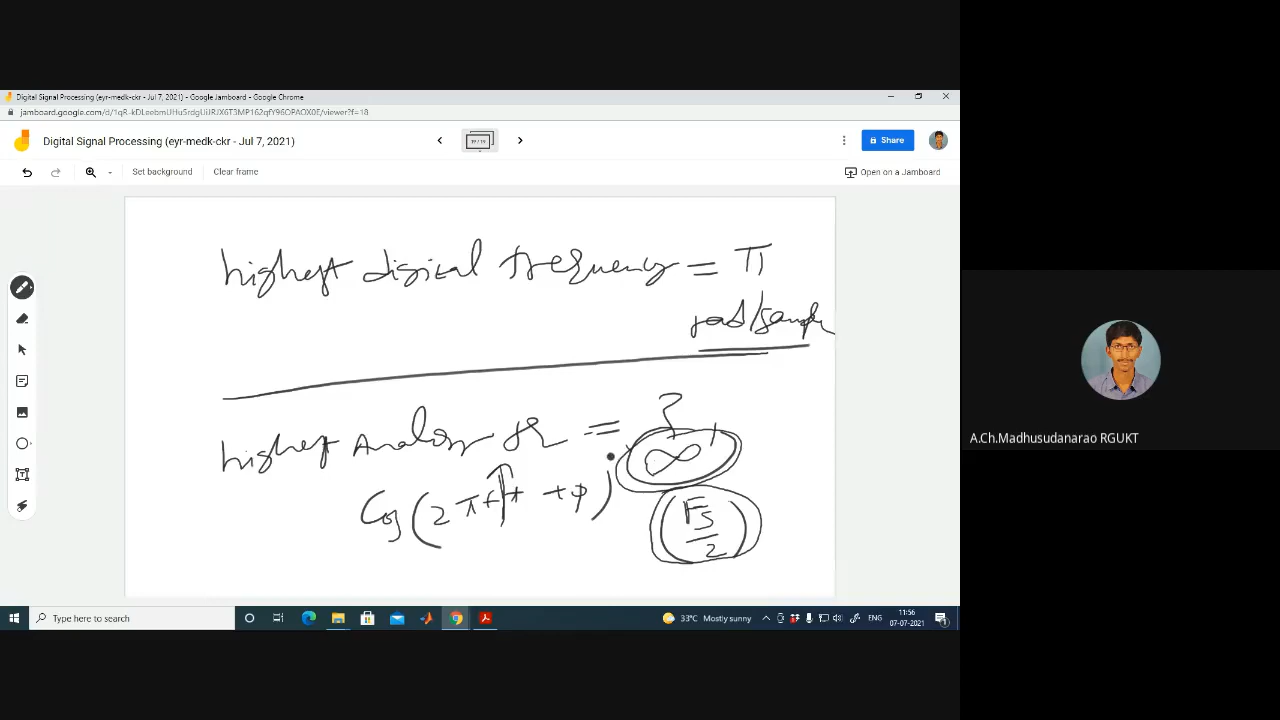 Digital Signal Processing (eyr-medk-ckr - Jul 7, 2021) - Google Jamboard - Google Chrome
Digital Signal Processing (eyr-medk-ckr - Jul 7, 2021)
19 / 19
Share
Set background
Clear frame
Open on a Jamboard
highest digital frequency = π
rad/sample
highest Analog = ?
∞
Cos(2πft + φ)
Fs/2
A.Ch.Madhusudanarao RGUKT
Type here to search
33°C Mostly sunny
ENG
11:56
07-07-2021